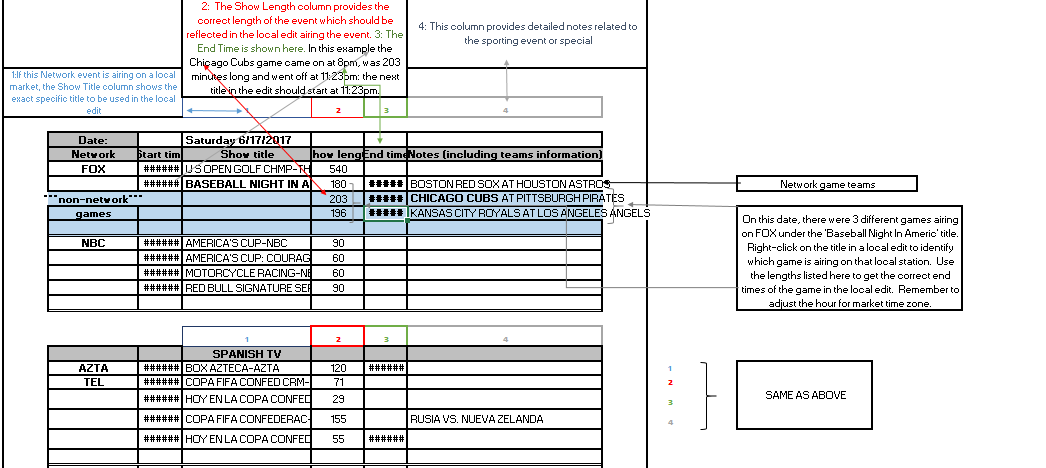 2: The Show Length column provides the
correct length of the event which should be
reflected in the local edit airing the event. 3: The
End Time is shown here. In this example the
Chicago Cubs game came on at 8pm, was 203
minutes long and went off at 11:23pm: the next
title in the edit should start at 11:23pm.
4: This column provides detailed notes related to
the sporting event or special
1:If this Network event is airing on a local
market, the Show Title column shows the
exact specific title to be used in the local
edit
1 2 3 4
Date: Saturday 6/17/2017
Network Start tim Show title how leng End time Notes (including teams information)
FOX ###### US OPEN GOLF CHMP-TH 540
###### BASEBALL NIGHT IN A 180 ##### BOSTON RED SOX AT HOUSTON ASTROS
"non-network" 203 ##### CHICAGO CUBS AT PITTSBURGH PIRATES
games 196 ##### KANSAS CITY ROYALS AT LOS ANGELES ANGELS
NBC ###### AMERICA'S CUP-NBC 90
###### AMERICA'S CUP: COURAG 60
###### MOTORCYCLE RACING-NB 60
###### RED BULL SIGNATURE SER 90
Network game teams
On this date, there were 3 different games airing
on FOX under the 'Baseball Night In Americ' title.
Right-click on the title in a local edit to identify
which game is airing on that local station. Use
the lengths listed here to get the correct end
times of the game in the local edit. Remember to
adjust the hour for market time zone.
1 2 3 4
SPANISH TV
AZTA ###### BOX AZTECA-AZTA 120 ######
TEL ###### COPA FIFA CONFED CRM- 71
###### HOY EN LA COPA CONFED 29
###### COPA FIFA CONFEDERAC- 155 RUSIA VS. NUEVA ZELANDA
###### HOY EN LA COPA CONFED 55 ######
1
2
3
4
SAME AS ABOVE